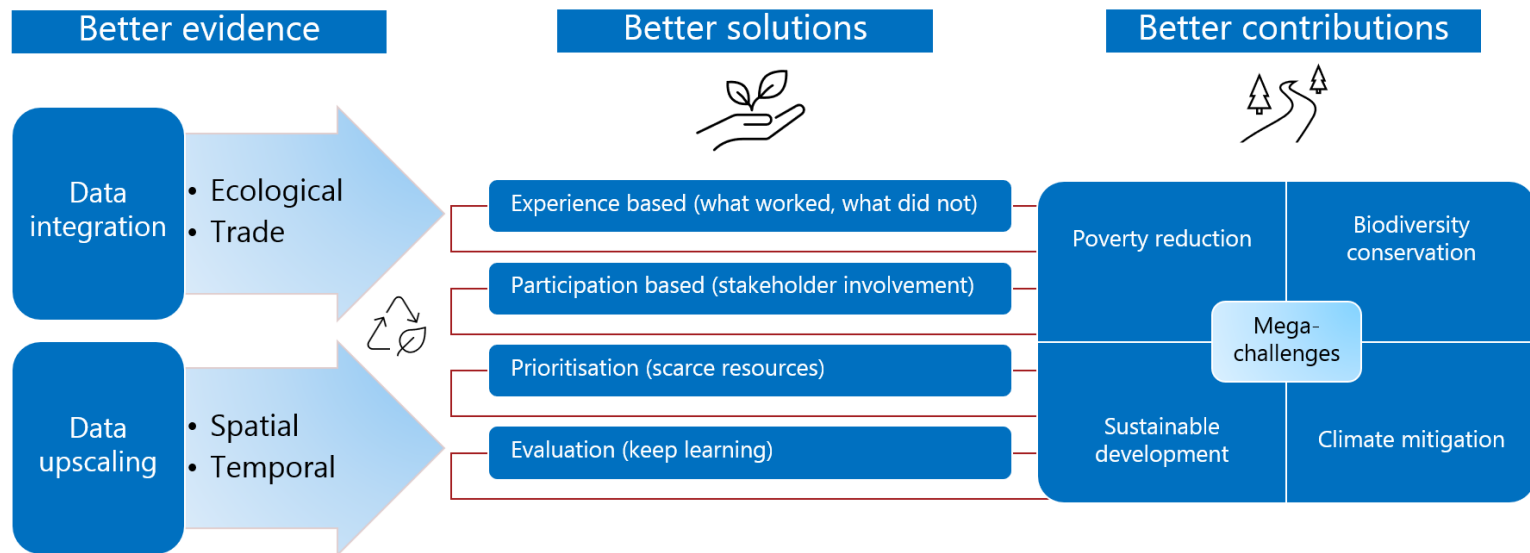 Better evidence
Better solutions
Better contributions
Data
integration
• Ecological
• Trade
Data
upscaling
• Spatial
• Temporal
Experience based (what worked, what did not)
Participation based (stakeholder involvement)
Prioritisation (scarce resources)
Evaluation (keep learning)
Poverty reduction
Biodiversity
conservation
Mega-
challenges
Sustainable
development
Climate mitigation